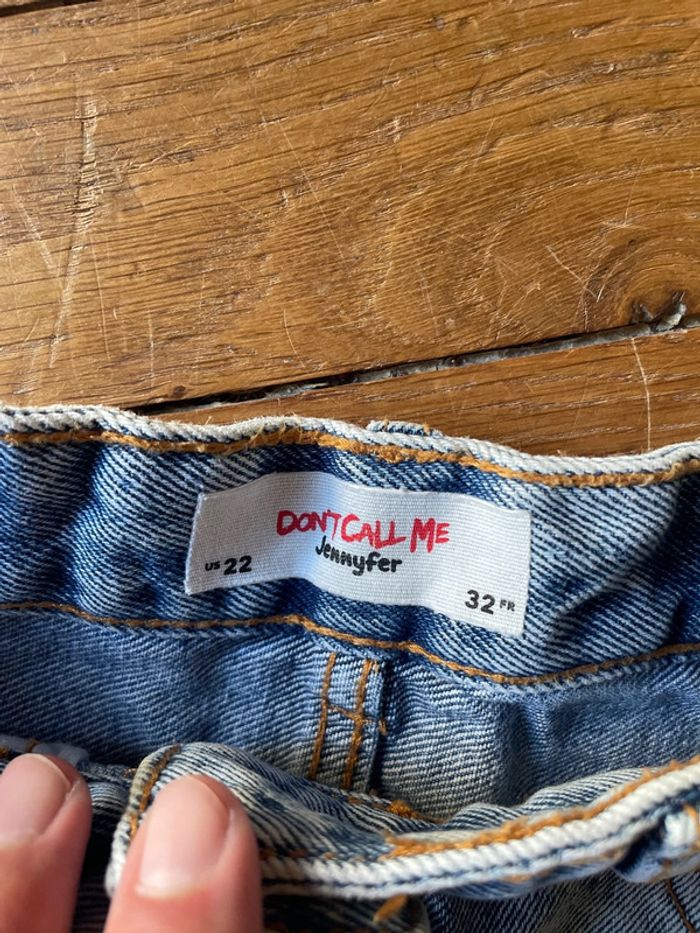 DON'T CALL ME
Jennyfer
US 22
32 FR